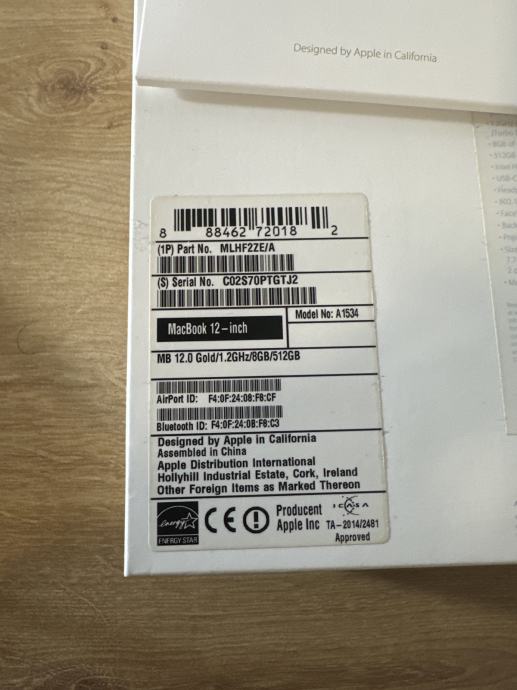 Designed by Apple in California
8 88462 72018 2
(1P) Part No. MLHF2ZE/A
(S) Serial No. C02S70PTGTJ2
MacBook 12-inch
Model No: A1534
MB 12.0 Gold/1.2GHz/8GB/512GB
AirPort ID: F4:0F:24:08:F8:CF
Bluetooth ID: F4:0F:24:0B:F8:C3
Designed by Apple in California
Assembled in China
Apple Distribution International
Hollyhill Industrial Estate, Cork, Ireland
Other Foreign Items as Marked Thereon
energy
ENERGY STAR
CE
Producent
Apple Inc
ICASA
TA-2014/2481
Approved